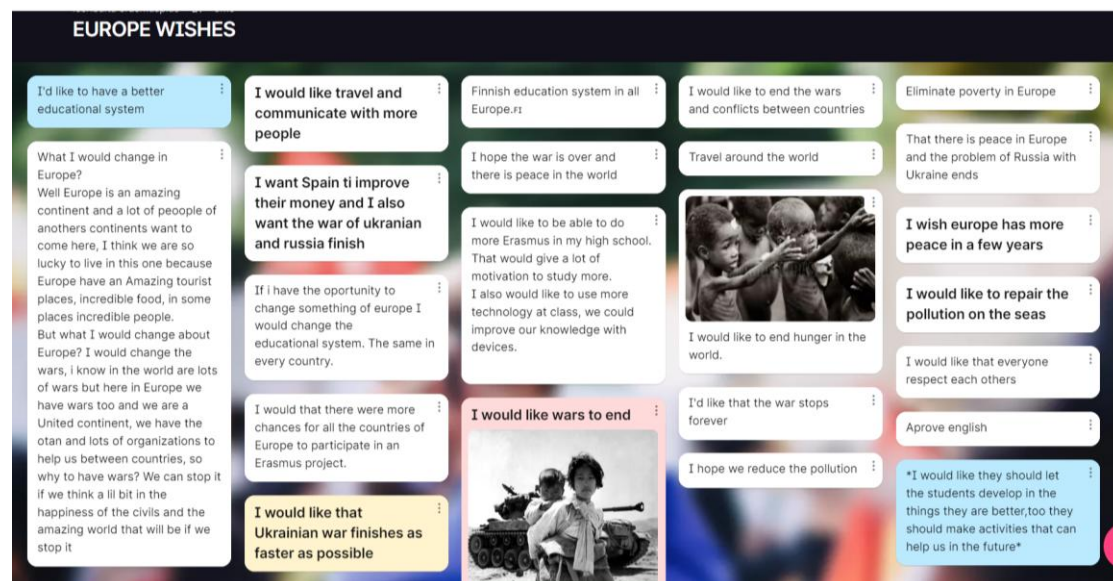 EUROPE WISHES
I'd like to have a better
educational system
What I would change in
Europe?
Well Europe is an amazing
continent and a lot of peoople of
anothers continents want to
come here, I think we are so
lucky to live in this one because
Europe have an Amazing tourist
places, incredible food, in some
places incredible people.
But what I would change about
Europe? I would change the
wars, i know in the world are lots
of wars but here in Europe we
have wars too and we are a
United continent, we have the
otan and lots of organizations to
help us between countries, so
why to have wars? We can stop it
if we think a lil bit in the
happiness of the civils and the
amazing world that will be if we
stop it
I would like travel and
communicate with more
people
I want Spain ti improve
their money and I also
want the war of ukranian
and russia finish
If i have the oportunity to
change something of europe I
would change the
educational system. The same in
every country.
I would that there were more
chances for all the countries of
Europe to participate in an
Erasmus project.
I would like that
Ukrainian war finishes as
faster as possible
Finnish education system in all
Europe.FI
I hope the war is over and
there is peace in the world
I would like to be able to do
more Erasmus in my high school.
That would give a lot of
motivation to study more.
I also would like to use more
technology at class, we could
improve our knowledge with
devices.
I would like wars to end
I would like to end the wars
and conflicts between countries
Travel around the world
I would like to end hunger in the
world.
I'd like that the war stops
forever
I hope we reduce the pollution
Eliminate poverty in Europe
That there is peace in Europe
and the problem of Russia with
Ukraine ends
I wish europe has more
peace in a few years
I would like to repair the
pollution on the seas
I would like that everyone
respect each others
Aprove english
*I would like they should let
the students develop in the
things they are better,too they
should make activities that can
help us in the future*